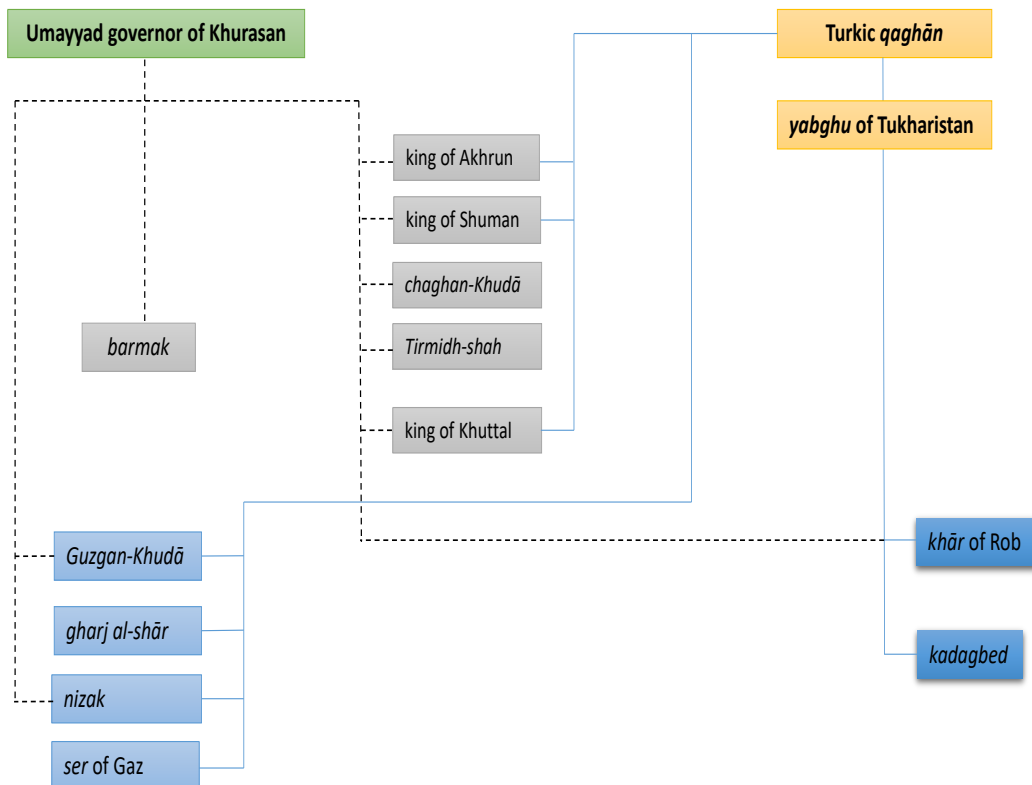 Umayyad governor of Khurasan
Turkic qaghān
yabghu of Tukharistan
king of Akhrun
king of Shuman
chaghan-Khudā
Tirmidh-shah
barmak
king of Khuttal
khār of Rob
Guzgan-Khudā
gharj al-shār
kadagbed
nizak
ser of Gaz